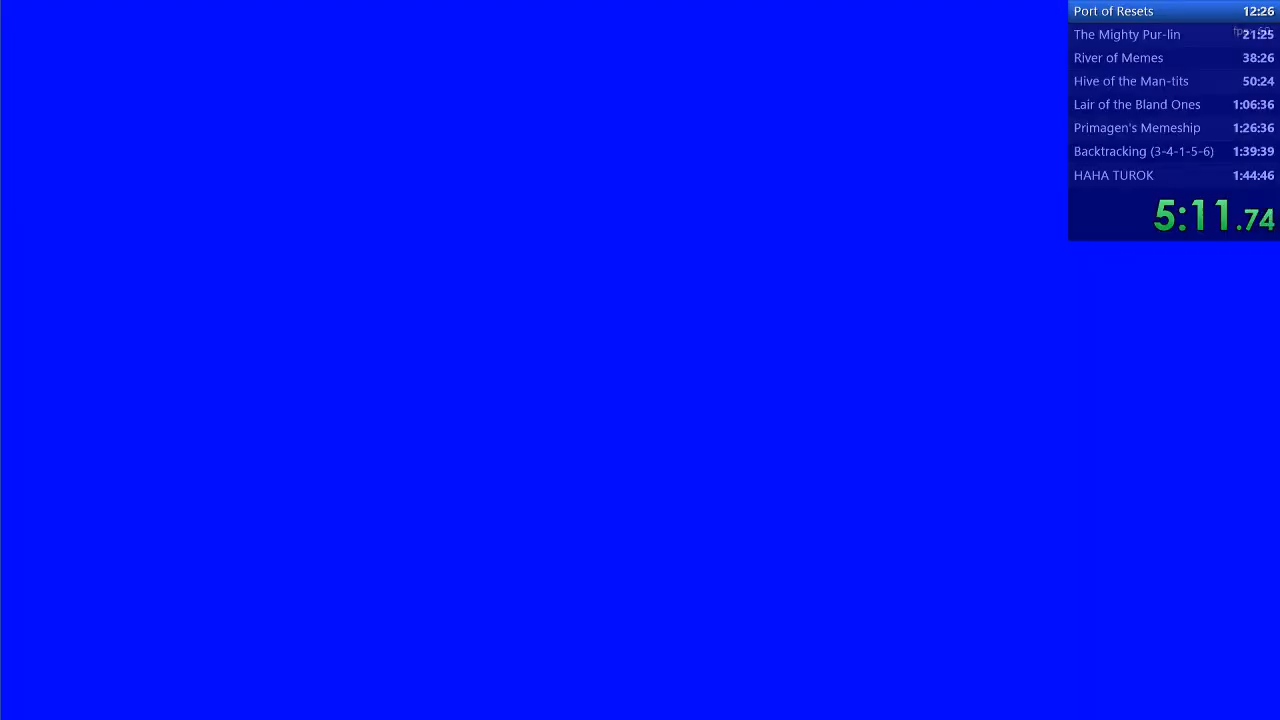 Port of Resets 12:26
The Mighty Pur-lin 21:25
River of Memes 38:26
Hive of the Man-tits 50:24
Lair of the Bland Ones 1:06:36
Primagen's Memeship 1:26:36
Backtracking (3-4-1-5-6) 1:39:39
HAHA TUROK 1:44:46
5:11.74